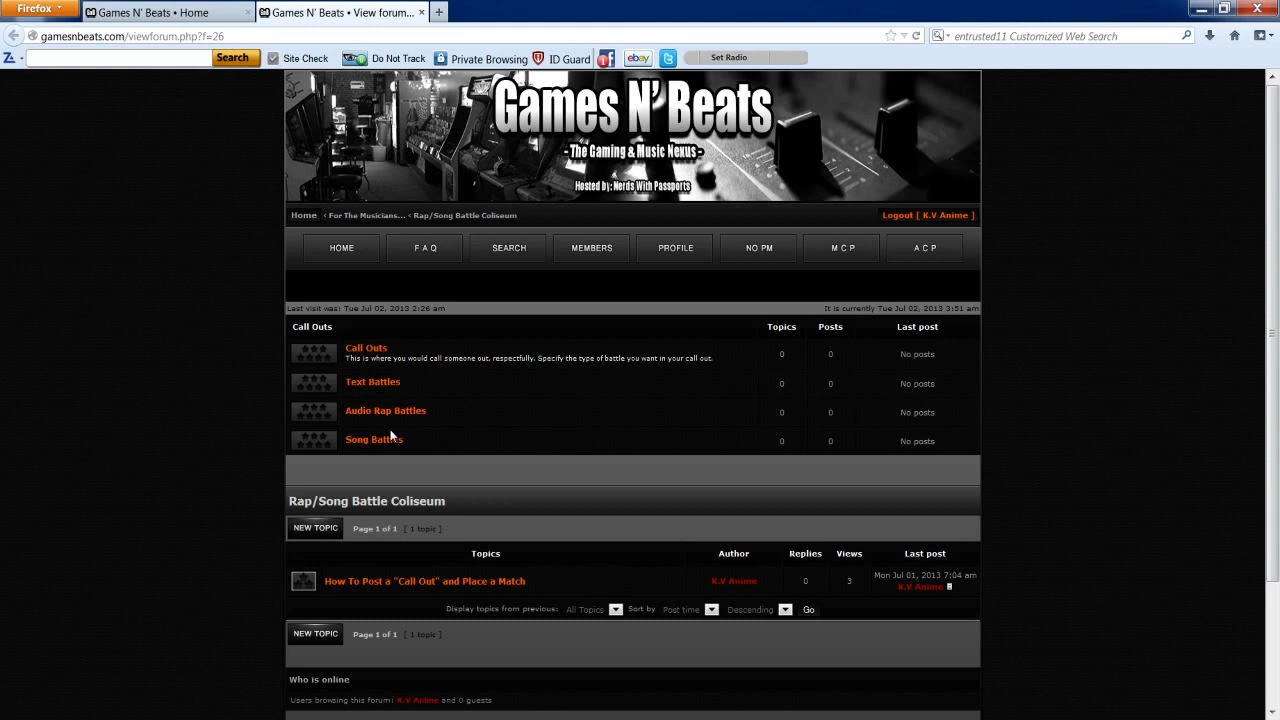 Firefox
Games N' Beats • Home ×
Games N' Beats • View forum... × +
gamesnbeats.com/viewforum.php?f=26
entrusted11 Customized Web Search
Search
Site Check
Do Not Track
Private Browsing
ID Guard
ebay
Set Radio
Games N' Beats
- The Gaming & Music Nexus -
Hosted by: Nerds With Passports
Home ‹ For The Musicians... ‹ Rap/Song Battle Coliseum
Logout [ K.V Anime ]
HOME
F A Q
SEARCH
MEMBERS
PROFILE
NO PM
M C P
A C P
Last visit was: Tue Jul 02, 2013 2:26 am
It is currently Tue Jul 02, 2013 3:51 am
Call Outs Topics Posts Last post
Call Outs
This is where you would call someone out, respectfully. Specify the type of battle you want in your call out.
0 0 No posts
Text Battles 0 0 No posts
Audio Rap Battles 0 0 No posts
Song Battles 0 0 No posts
Rap/Song Battle Coliseum
NEW TOPIC Page 1 of 1 [ 1 topic ]
Topics Author Replies Views Last post
How To Post a "Call Out" and Place a Match K.V Anime 0 3 Mon Jul 01, 2013 7:04 am
K.V Anime
Display topics from previous: All Topics Sort by Post time Descending Go
NEW TOPIC Page 1 of 1 [ 1 topic ]
Who is online
Users browsing this forum: K.V Anime and 0 guests